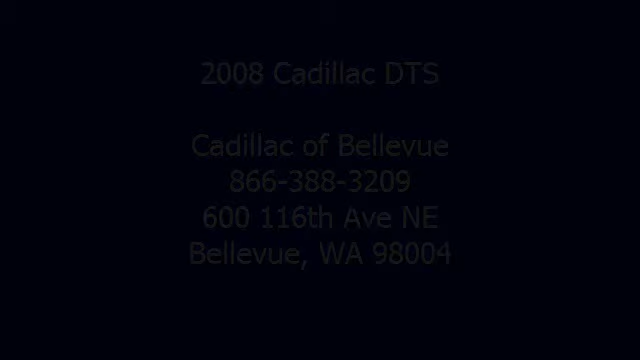 2008 Cadillac DTS
Cadillac of Bellevue
866-388-3209
600 116th Ave NE
Bellevue, WA 98004